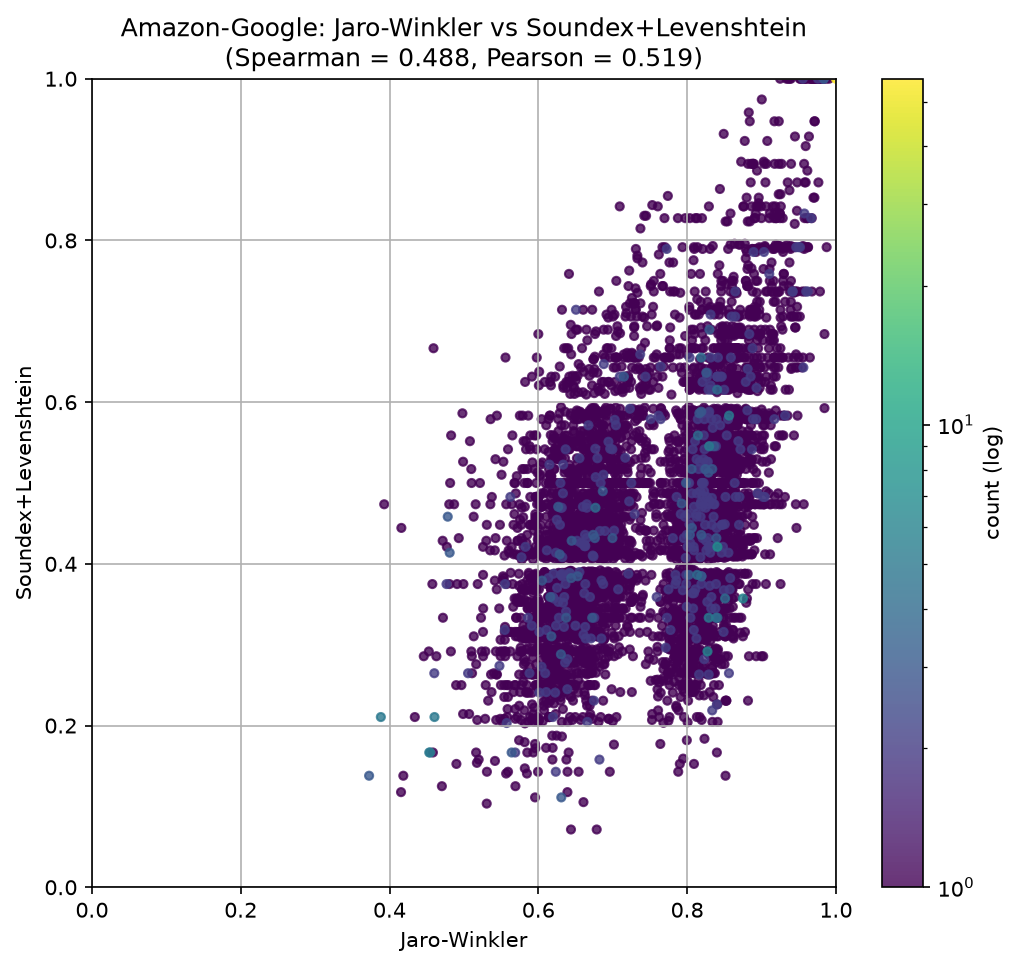 Amazon-Google: Jaro-Winkler vs Soundex+Levenshtein
(Spearman = 0.488, Pearson = 0.519)
1.0
0.8
0.6
0.4
0.2
0.0
Soundex+Levenshtein
0.0 0.2 0.4 0.6 0.8 1.0
Jaro-Winkler
10¹
10⁰
count (log)